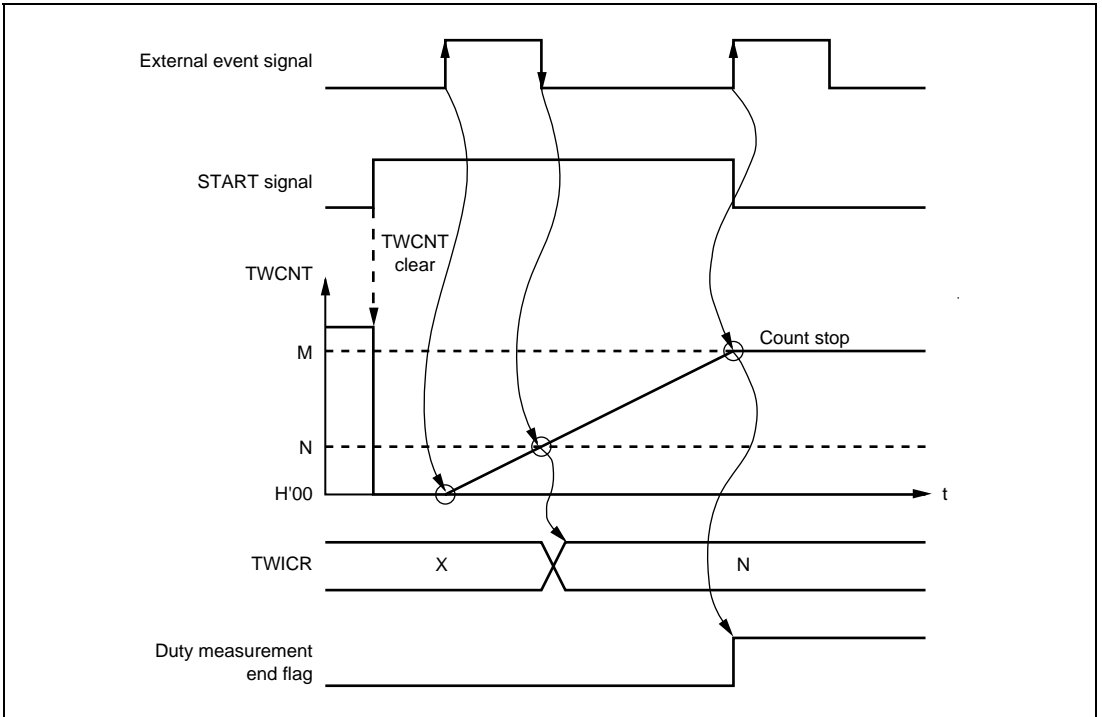 External event signal
START signal
TWCNT
clear
TWCNT
M
Count stop
N
H'00
t
TWICR
X
N
Duty measurement
end flag